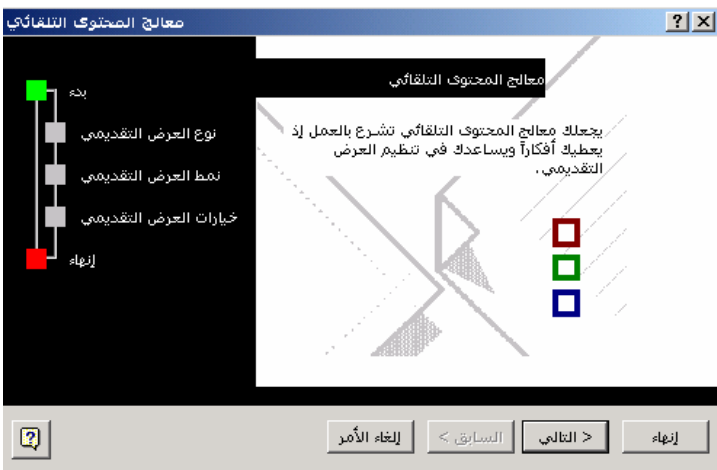 معالج المحتوى التلقائي
معالج المحتوى التلقائي
يجعلك معالج المحتوى التلقائي تشرع بالعمل إذ
يعطيك أفكاراً ويساعدك في تنظيم العرض
التقديمي.
بدء
نوع العرض التقديمي
نمط العرض التقديمي
خيارات العرض التقديمي
إنهاء
إنهاء
التالي >
< السابق
إلغاء الأمر